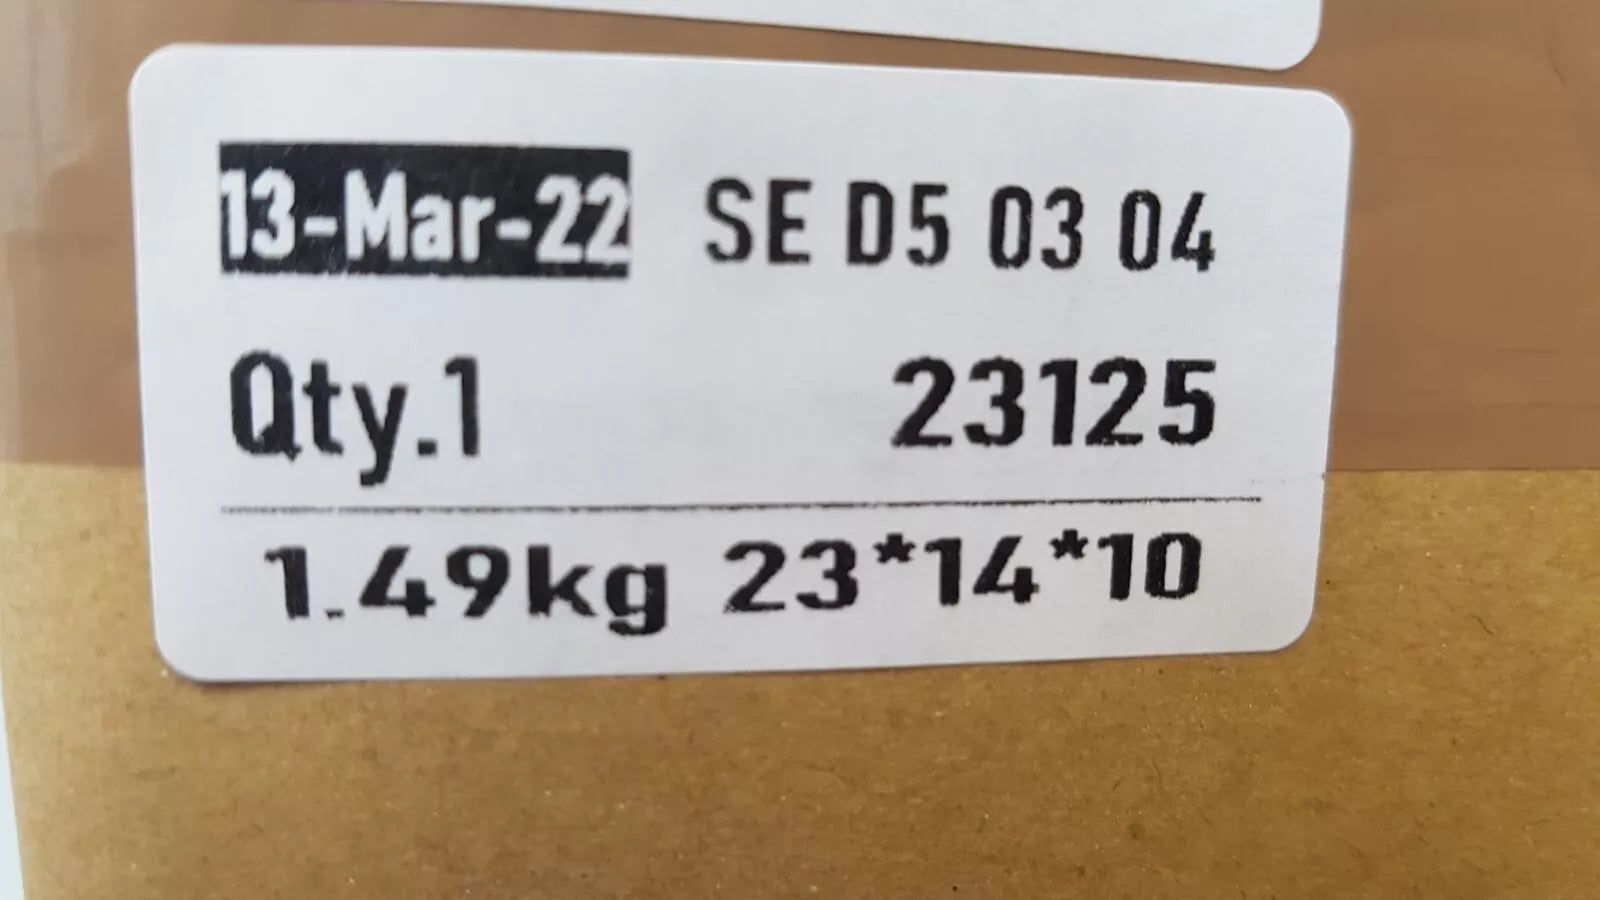 13-Mar-22 SE D5 03 04
Qty.1 23125
1.49kg 23*14*10